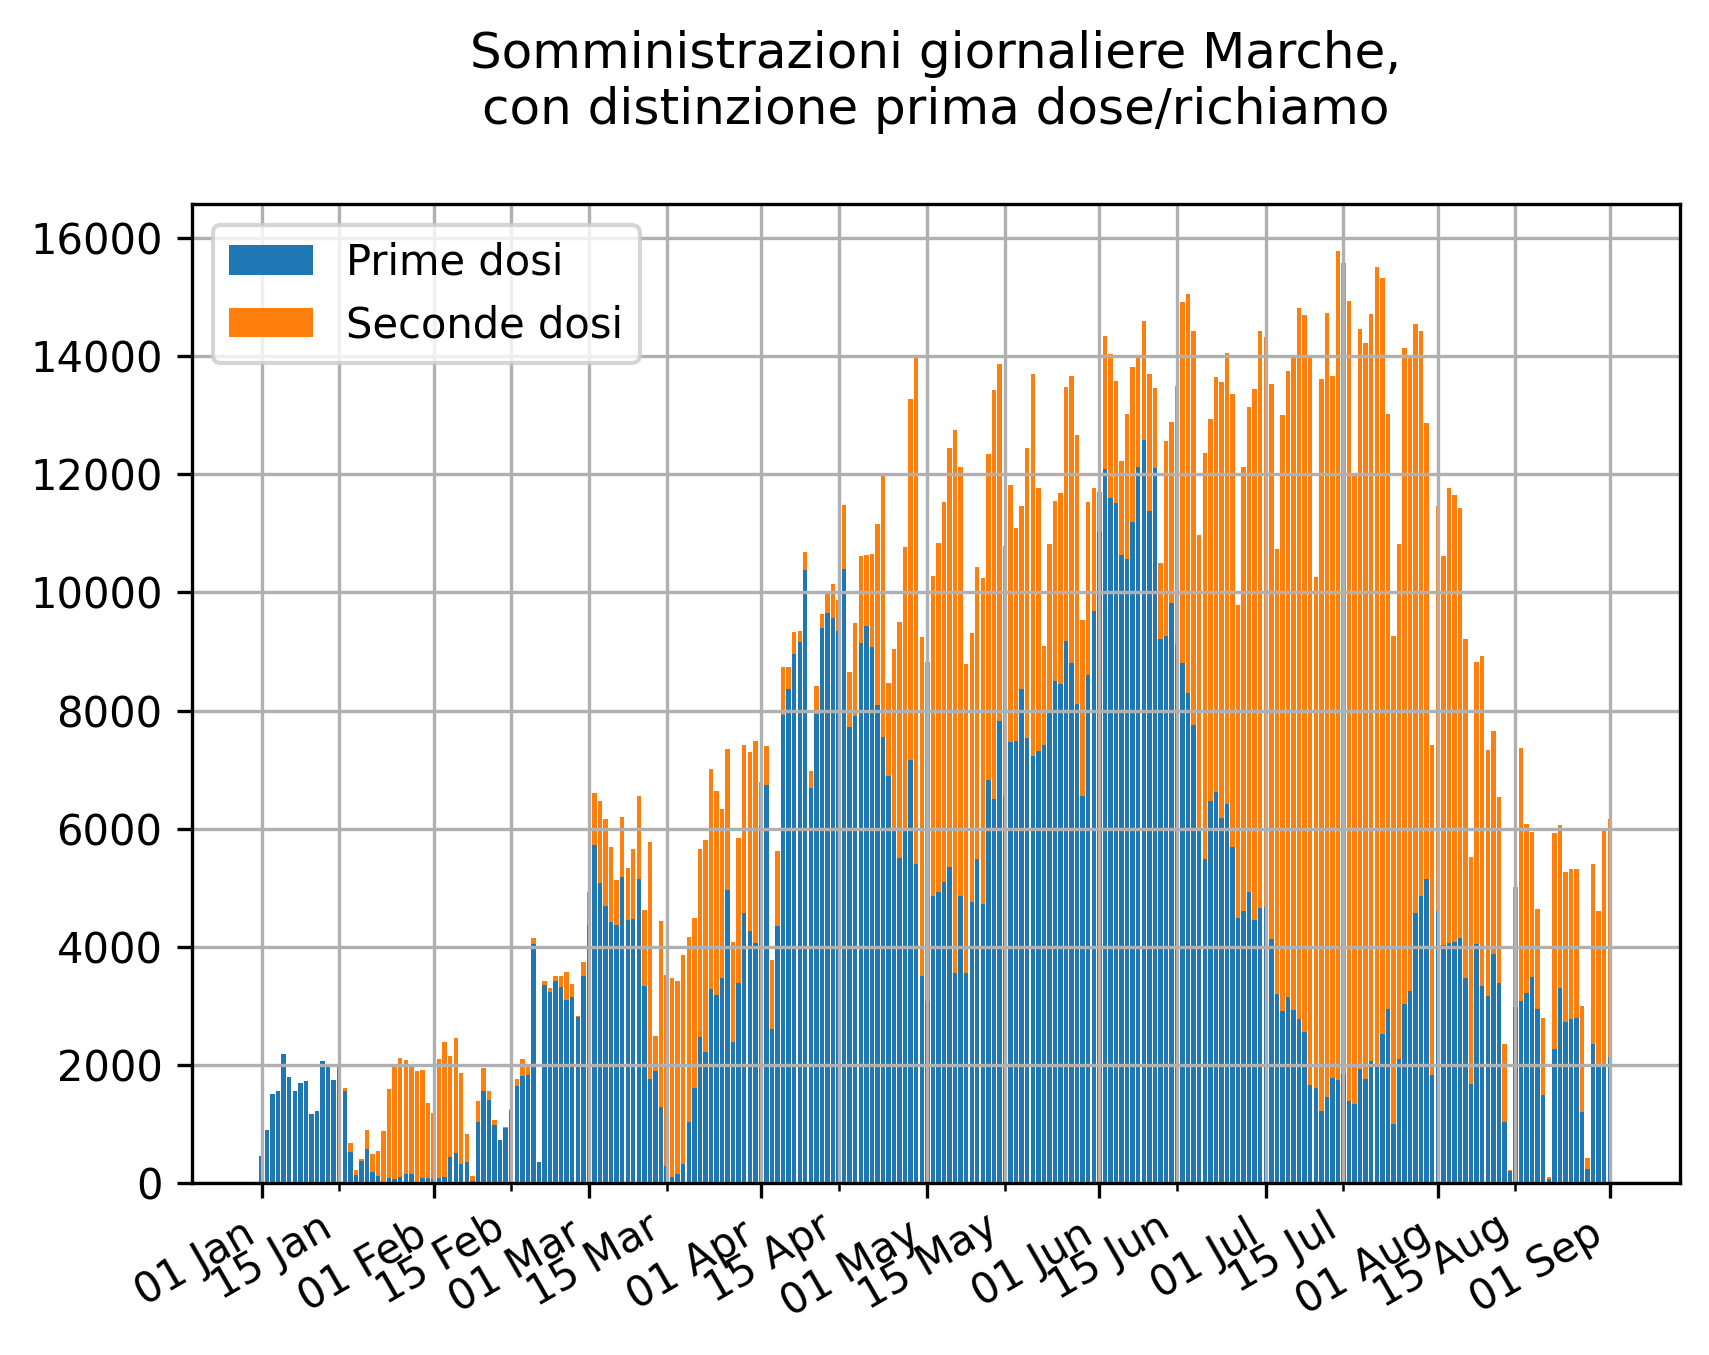 Somministrazioni giornaliere Marche,
con distinzione prima dose/richiamo
Prime dosi
Seconde dosi
16000
14000
12000
10000
8000
6000
4000
2000
0
01 Jan
15 Jan
01 Feb
15 Feb
01 Mar
15 Mar
01 Apr
15 Apr
01 May
15 May
01 Jun
15 Jun
01 Jul
15 Jul
01 Aug
15 Aug
01 Sep